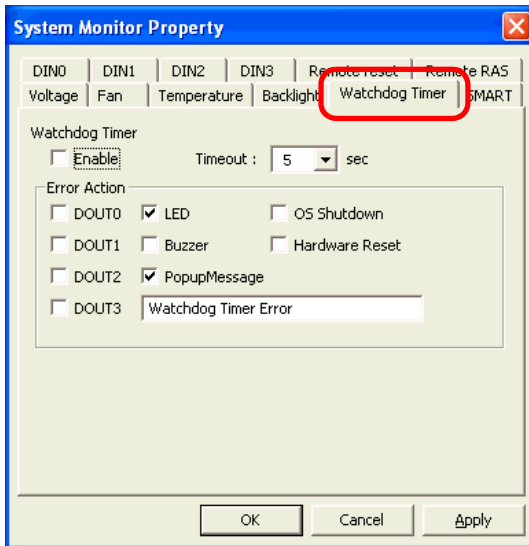 System Monitor Property
DIN0 DIN1 DIN2 DIN3 Remote reset Remote RAS
Voltage Fan Temperature Backlight Watchdog Timer SMART
Watchdog Timer
Enable Timeout : 5 sec
Error Action
DOUT0 LED OS Shutdown
DOUT1 Buzzer Hardware Reset
DOUT2 PopupMessage
DOUT3 Watchdog Timer Error
OK Cancel Apply